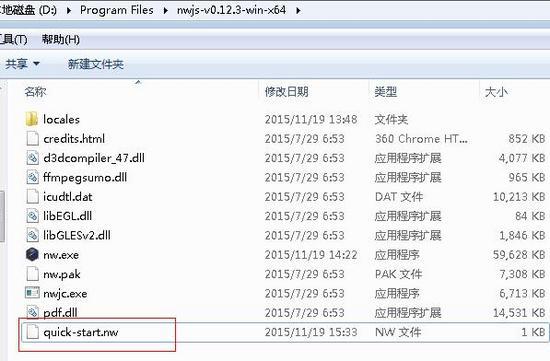 地磁盘 (D:) ▸ Program Files ▸ nwjs-v0.12.3-win-x64 ▸
工具(T) 帮助(H)
共享 新建文件夹
名称 修改日期 类型 大小
locales 2015/11/19 13:48 文件夹
credits.html 2015/7/29 6:53 360 Chrome HT... 852 KB
d3dcompiler_47.dll 2015/7/29 6:53 应用程序扩展 4,077 KB
ffmpegsumo.dll 2015/7/29 6:53 应用程序扩展 965 KB
icudtl.dat 2015/7/29 6:53 DAT 文件 10,213 KB
libEGL.dll 2015/7/29 6:53 应用程序扩展 84 KB
libGLESv2.dll 2015/7/29 6:53 应用程序扩展 1,846 KB
nw.exe 2015/11/19 14:22 应用程序 59,628 KB
nw.pak 2015/7/29 6:53 PAK 文件 7,308 KB
nwjc.exe 2015/7/29 6:53 应用程序 6,713 KB
pdf.dll 2015/7/29 6:53 应用程序扩展 14,531 KB
quick-start.nw 2015/11/19 15:33 NW 文件 1 KB